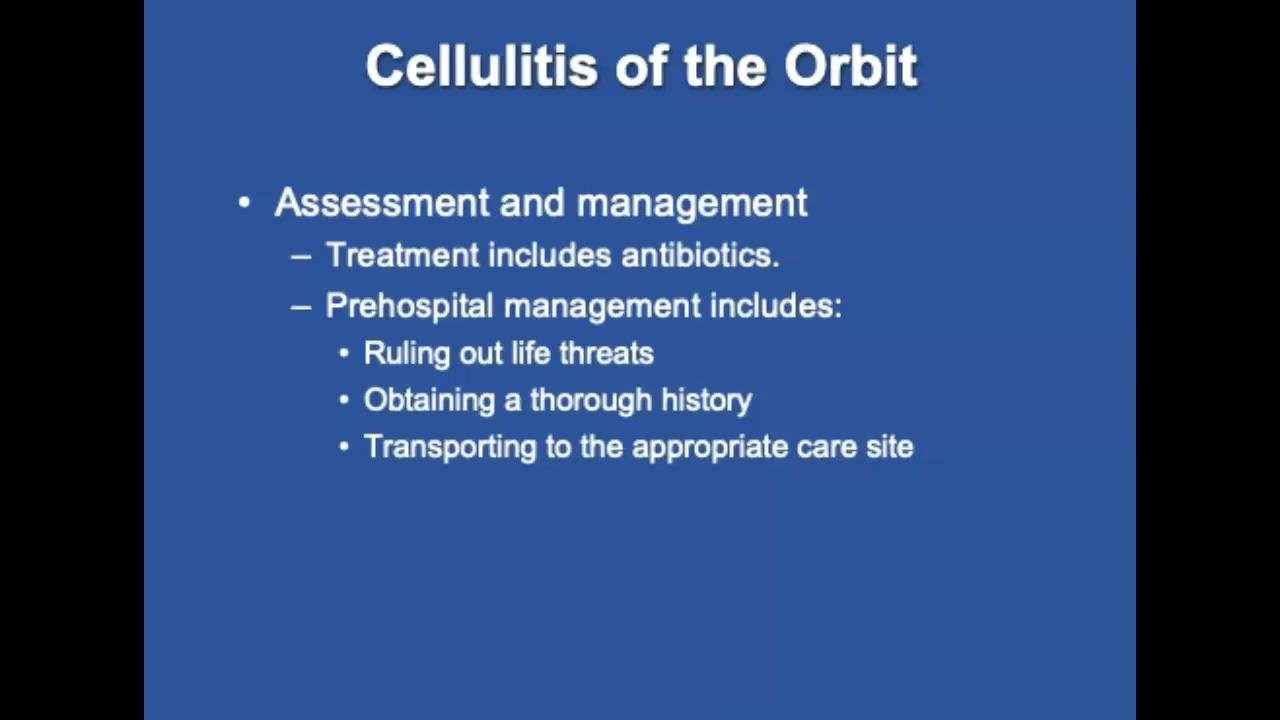 Cellulitis of the Orbit
• Assessment and management
– Treatment includes antibiotics.
– Prehospital management includes:
• Ruling out life threats
• Obtaining a thorough history
• Transporting to the appropriate care site